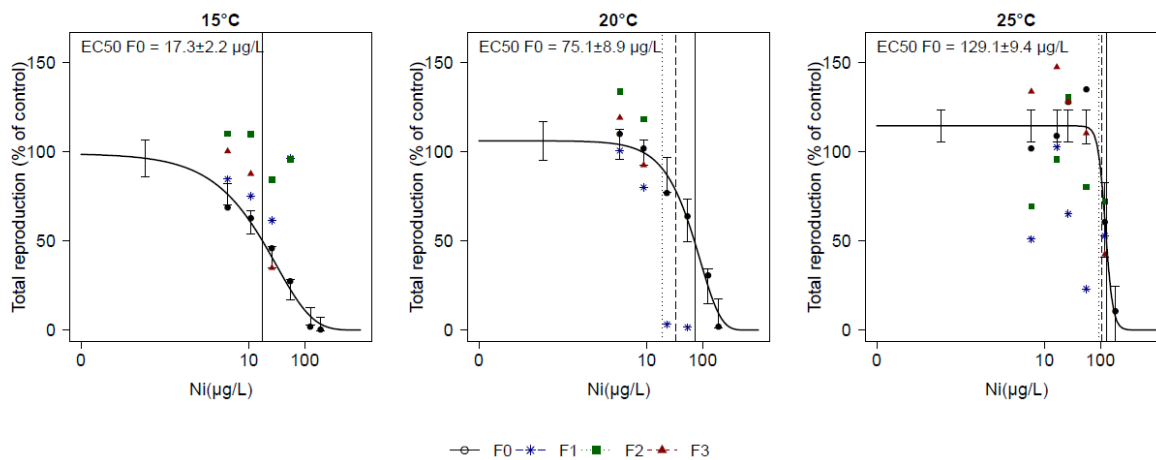 15°C
EC50 F0 = 17.3±2.2 µg/L
Total reproduction (% of control)
150
100
50
0
0
10
100
Ni(µg/L)
20°C
EC50 F0 = 75.1±8.9 µg/L
Total reproduction (% of control)
150
100
50
0
0
10
100
Ni(µg/L)
25°C
EC50 F0 = 129.1±9.4 µg/L
Total reproduction (% of control)
150
100
50
0
0
10
100
Ni(µg/L)
F0 F1 F2 F3